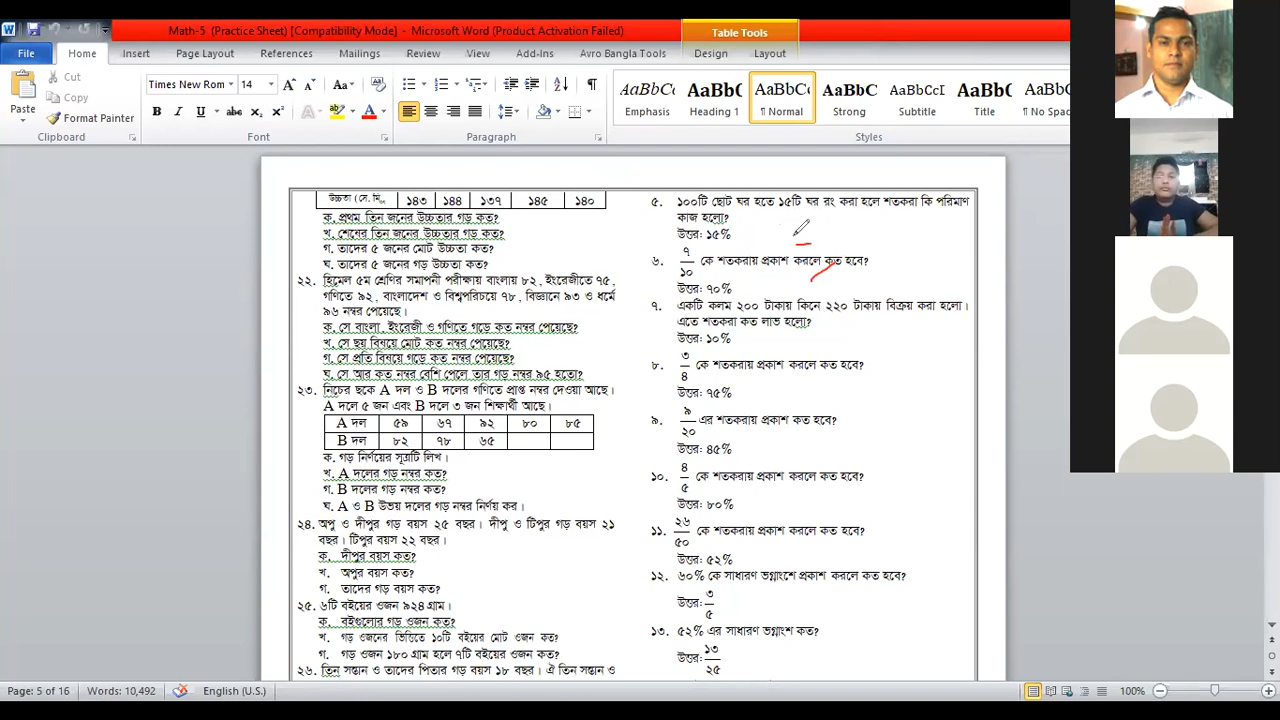 Math-5 (Practice Sheet) [Compatibility Mode] - Microsoft Word (Product Activation Failed)
Table Tools
File Home Insert Page Layout References Mailings Review View Add-Ins Avro Bangla Tools Design Layout
Paste
Cut
Copy
Format Painter
Clipboard
Times New Rom 14
Font
Paragraph
AaBbCcL Emphasis
AaBbC Heading 1
AaBbCc ¶ Normal
AaBbC Strong
AaBbCcI Subtitle
AaBbC Title
AaBbCc ¶ No Spac
Styles
উচ্চতা (সে. মি. ১৪৩ ১৪৪ ১৩৭ ১৪৫ ১৪০
ক. প্রথম তিন জনের উচ্চতার গড় কত?
খ. শেষের তিন জনের উচ্চতার গড় কত?
গ. তাদের ৫ জনের মোট উচ্চতা কত?
ঘ. তাদের ৫ জনের গড় উচ্চতা কত?
২২. হিমেল ৫ম শ্রেণির সমাপনী পরীক্ষায় বাংলায় ৮২, ইংরেজীতে ৭৫,
গণিতে ৯২, বাংলাদেশ ও বিশ্বপরিচয়ে ৭৮, বিজ্ঞানে ৯৩ ও ধর্মে
৯৬ নম্বর পেয়েছে।
ক. সে বাংলা, ইংরেজী ও গণিতে গড়ে কত নম্বর পেয়েছে?
খ. সে ছয় বিষয়ে মোট কত নম্বর পেয়েছে?
গ. সে প্রতি বিষয়ে গড়ে কত নম্বর পেয়েছে?
ঘ. সে আর কত নম্বর বেশি পেলে তার গড় নম্বর ৯৫ হতো?
২৩. নিচের ছকে A দল ও B দলের গণিতে প্রাপ্ত নম্বর দেওয়া আছে।
A দলে ৫ জন এবং B দলে ৩ জন শিক্ষার্থী আছে।
A দল ৫৯ ৬৭ ৯২ ৮০ ৮৫
B দল ৮২ ৭৮ ৬৫
ক. গড় নির্ণয়ের সূত্রটি লিখ।
খ. A দলের গড় নম্বর কত?
গ. B দলের গড় নম্বর কত?
ঘ. A ও B উভয় দলের গড় নম্বর নির্ণয় কর।
২৪. অপু ও দীপুর গড় বয়স ২৫ বছর। দীপু ও টিপুর গড় বয়স ২১
বছর। টিপুর বয়স ২২ বছর।
ক. দীপুর বয়স কত?
খ. অপুর বয়স কত?
গ. তাদের গড় বয়স কত?
২৫. ৬টি বইয়ের ওজন ৯২৪ গ্রাম।
ক. বইগুলোর গড় ওজন কত?
খ. গড় ওজনের ভিত্তিতে ১০টি বইয়ের মোট ওজন কত?
গ. গড় ওজন ১৮০ গ্রাম হলে ৭টি বইয়ের ওজন কত?
২৬. তিন সন্তান ও তাদের পিতার গড় বয়স ১৮ বছর। ঐ তিন সন্তান ও
৫. ১০০টি ছোট ঘর হতে ১৫টি ঘর রং করা হলে শতকরা কি পরিমাণ
কাজ হলো?
উত্তর: ১৫%
৬. ৭/১০ কে শতকরায় প্রকাশ করলে কত হবে?
উত্তর: ৭০%
৭. একটি কলম ২০০ টাকায় কিনে ২২০ টাকায় বিক্রয় করা হলো।
এতে শতকরা কত লাভ হলো?
উত্তর: ১০%
৮. ৩/৪ কে শতকরায় প্রকাশ করলে কত হবে?
উত্তর: ৭৫%
৯. ৯/২০ এর শতকরায় প্রকাশ কত হবে?
উত্তর: ৪৫%
১০. ৪/৫ কে শতকরায় প্রকাশ করলে কত হবে?
উত্তর: ৮০%
১১. ২৬/৫০ কে শতকরায় প্রকাশ করলে কত হবে?
উত্তর: ৫২%
১২. ৬০% কে সাধারণ ভগ্নাংশে প্রকাশ করলে কত হবে?
উত্তর: ৩/৫
১৩. ৫২% এর সাধারণ ভগ্নাংশ কত?
উত্তর: ১৩/২৫
Page: 5 of 16 Words: 10,492 English (U.S.) 100%